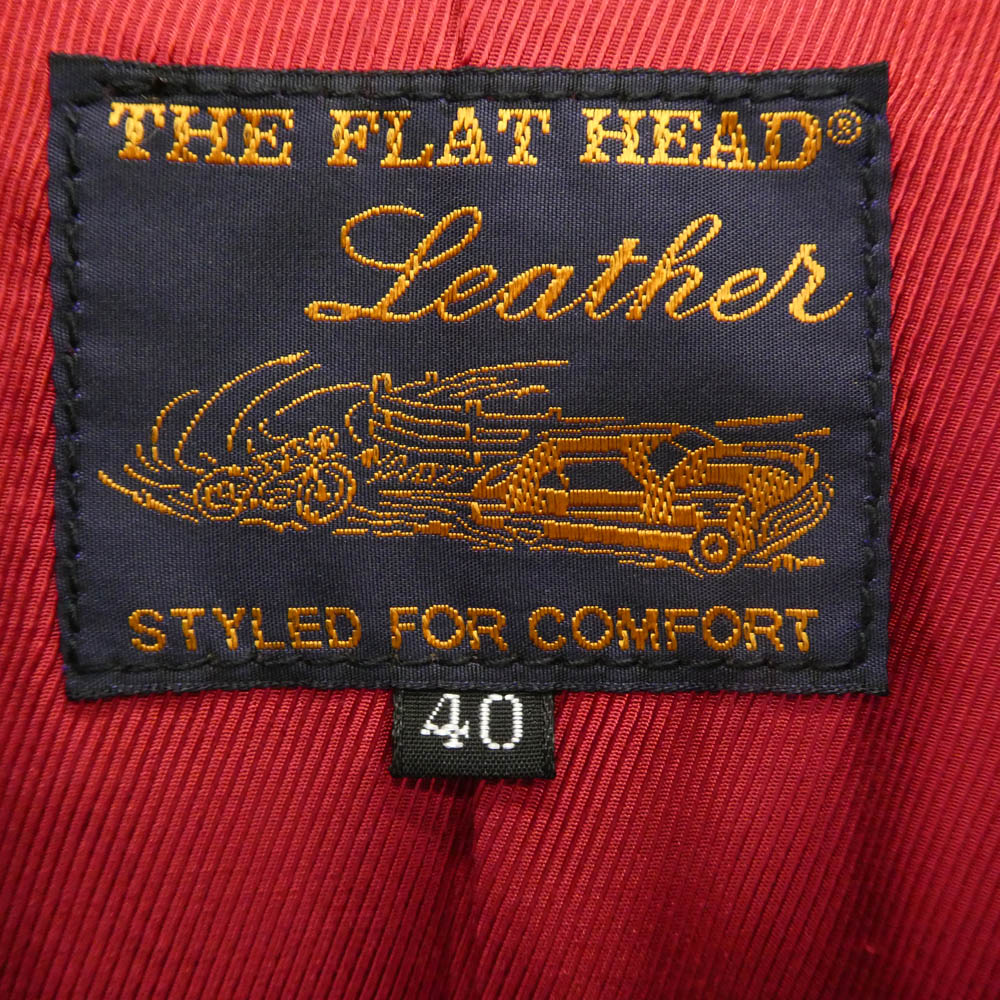 THE FLAT HEAD®
Leather
STYLED FOR COMFORT
40